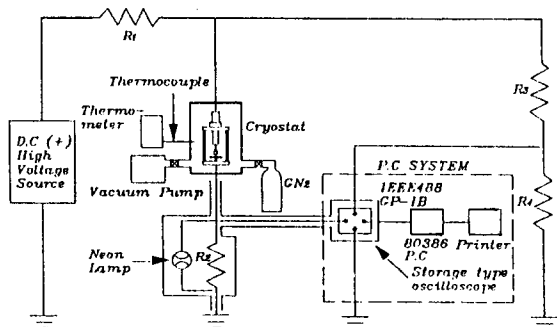 R1
Thermocouple
Thermo-
meter
Cryostat
R3
D.C (+)
High
Voltage
Source
Vacuum Pump
GN2
P.C SYSTEM
IEEE488
GP-IB
R4
Neon
Lamp
R2
80386
P.C
Printer
Storage type
oscilloscope